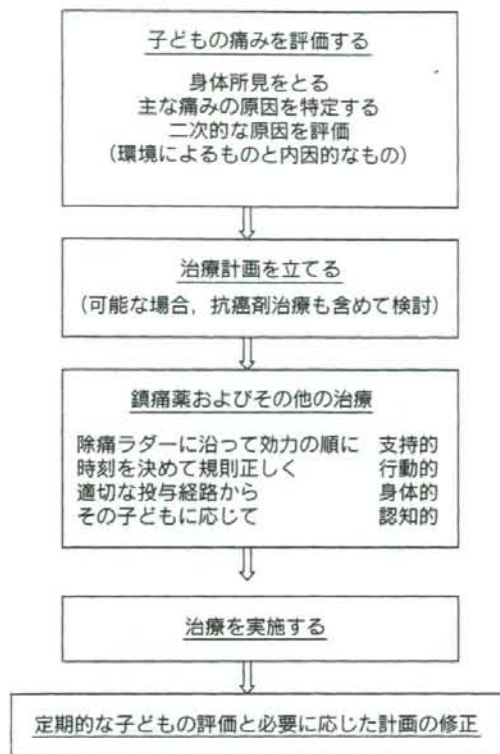 子どもの痛みを評価する
身体所見をとる
主な痛みの原因を特定する
二次的な原因を評価
（環境によるものと内因的なもの）
治療計画を立てる
（可能な場合，抗癌剤治療も含めて検討）
鎮痛薬およびその他の治療
除痛ラダーに沿って効力の順に　支持的
時刻を決めて規則正しく　行動的
適切な投与経路から　身体的
その子どもに応じて　認知的
治療を実施する
定期的な子どもの評価と必要に応じた計画の修正